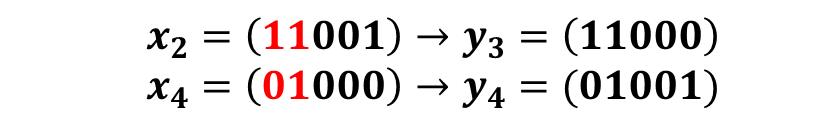 x₂ = (11001) → y₃ = (11000)
x₄ = (01000) → y₄ = (01001)